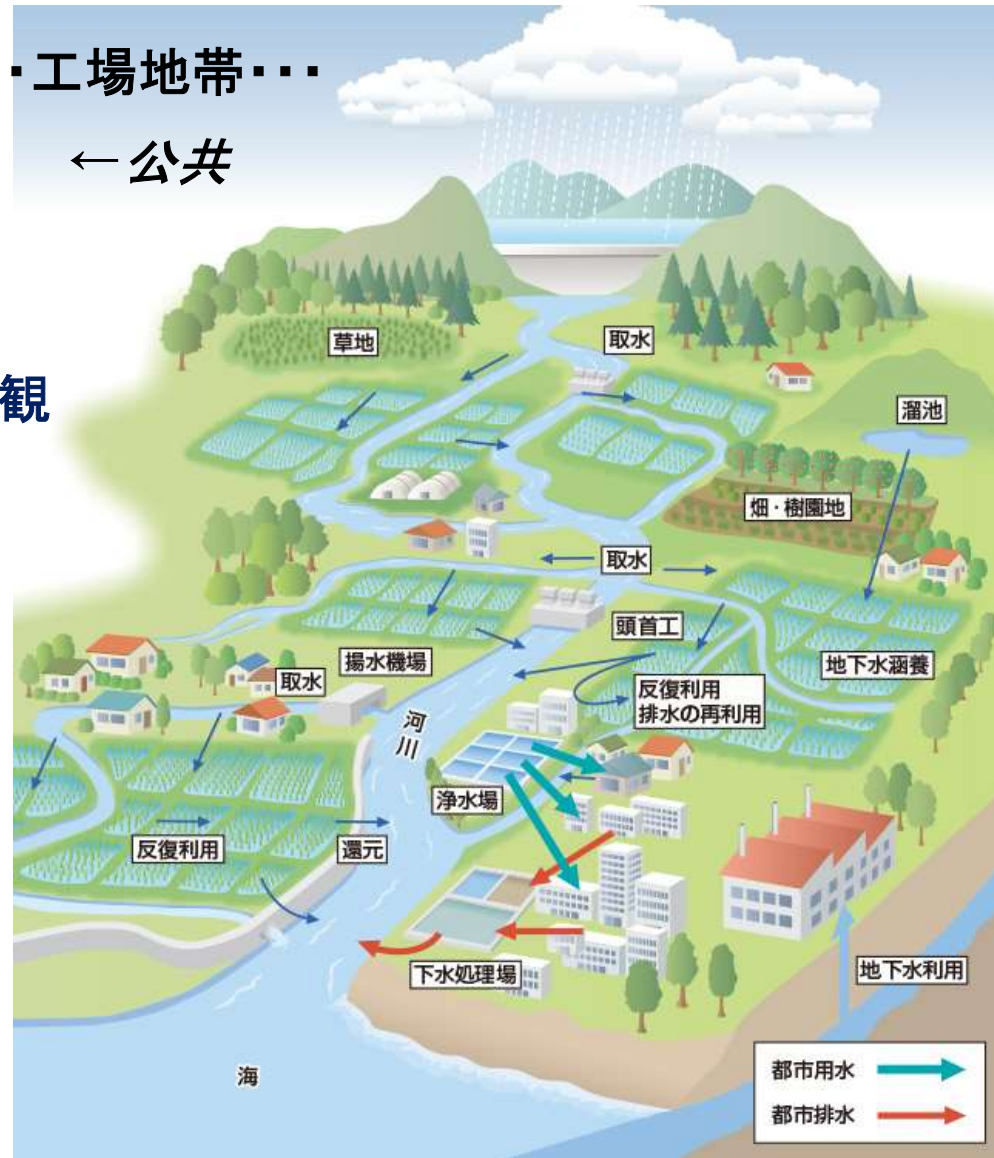 ・工場地帯・・・
←公共
草地
取水
観
溜池
畑・樹園地
取水
頭首工
揚水機場
地下水涵養
取水
反復利用
排水の再利用
河川
浄水場
反復利用
還元
下水処理場
地下水利用
海
都市用水
都市排水